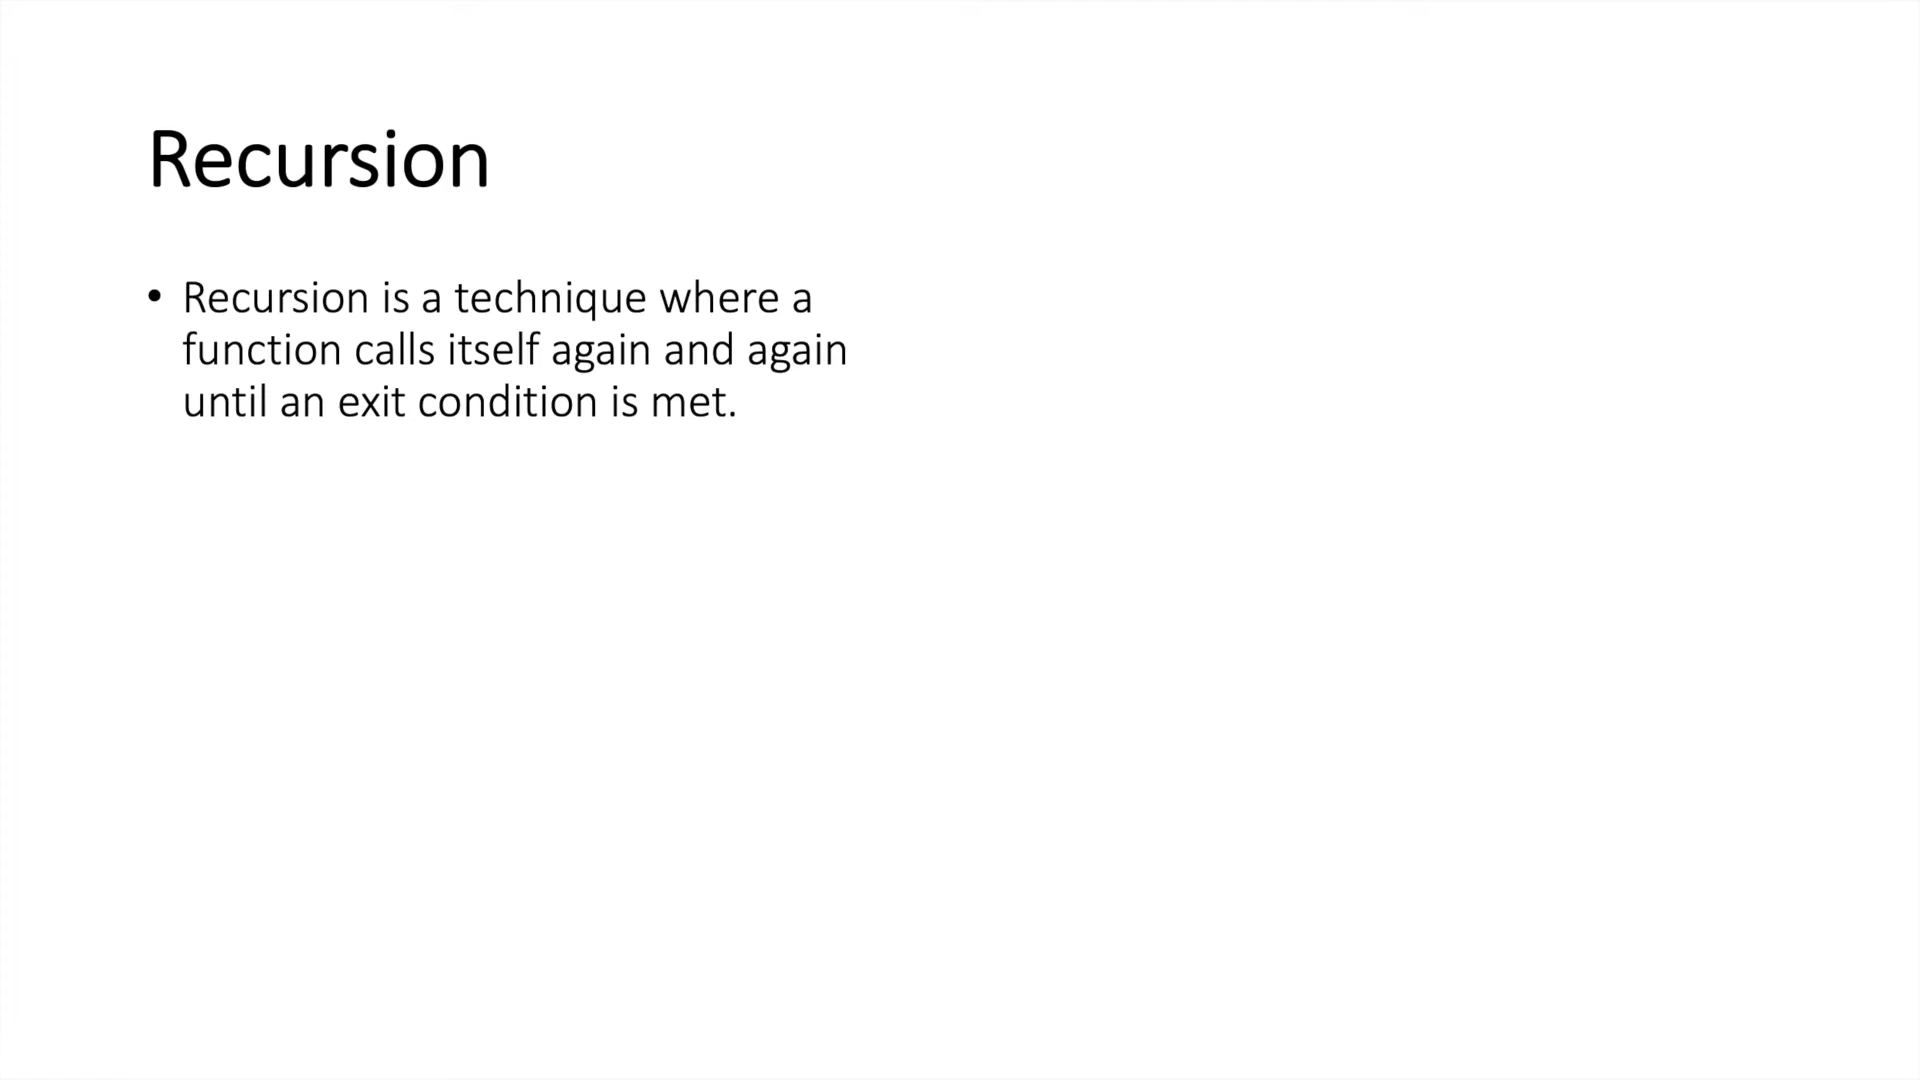 Recursion
• Recursion is a technique where a
function calls itself again and again
until an exit condition is met.